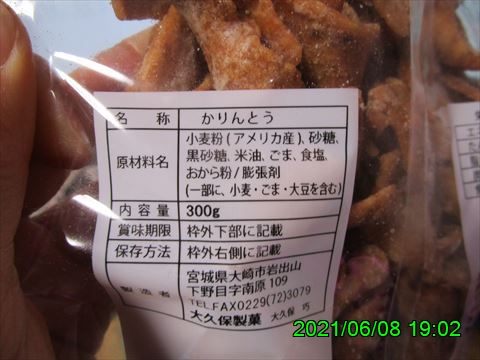 名 称 かりんとう
原材料名 小麦粉(アメリカ産)、砂糖、
黒砂糖、米油、ごま、食塩、
おから粉/膨張剤
(一部に、小麦・ごま・大豆を含む)
内 容 量 300g
賞味期限 枠外下部に記載
保存方法 枠外右側に記載
製造者 宮城県大崎市岩出山
下野目字南原109
TEL.FAX0229(72)3079
大久保製菓 大久保 巧
2021/06/08 19:02